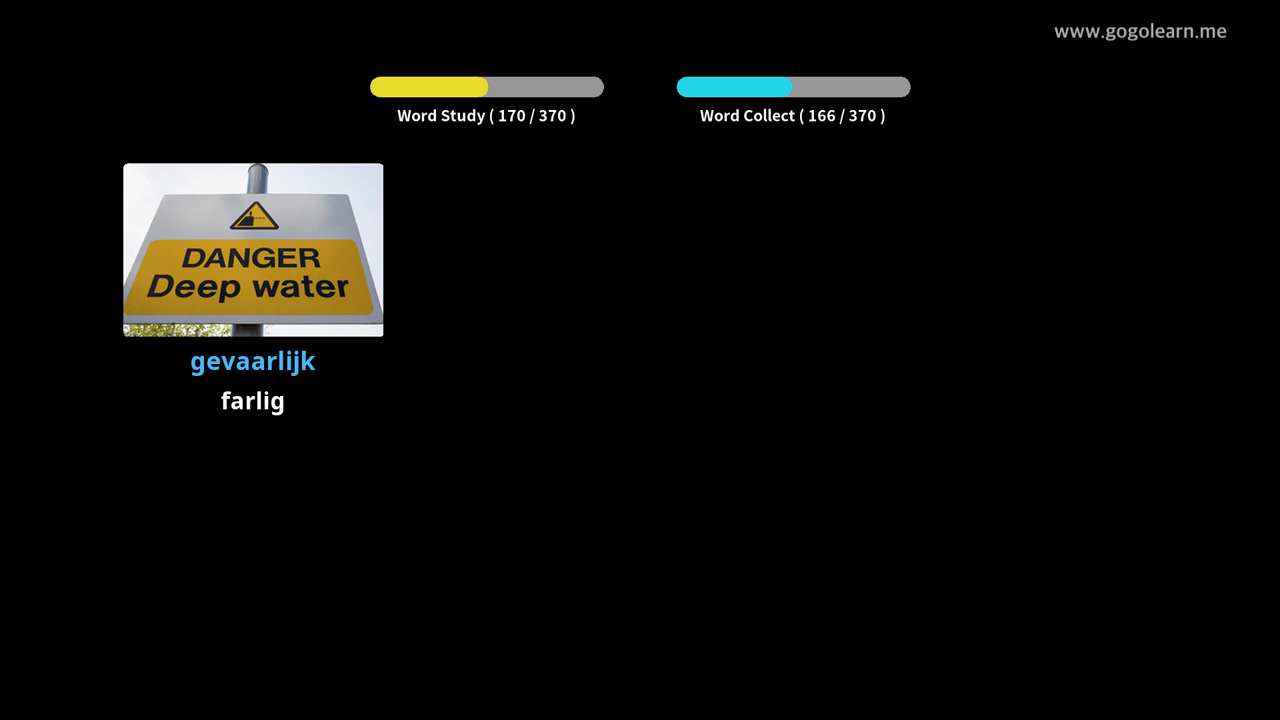 www.gogolearn.me
Word Study ( 170 / 370 )
Word Collect ( 166 / 370 )
DANGER
Deep water
gevaarlijk
farlig